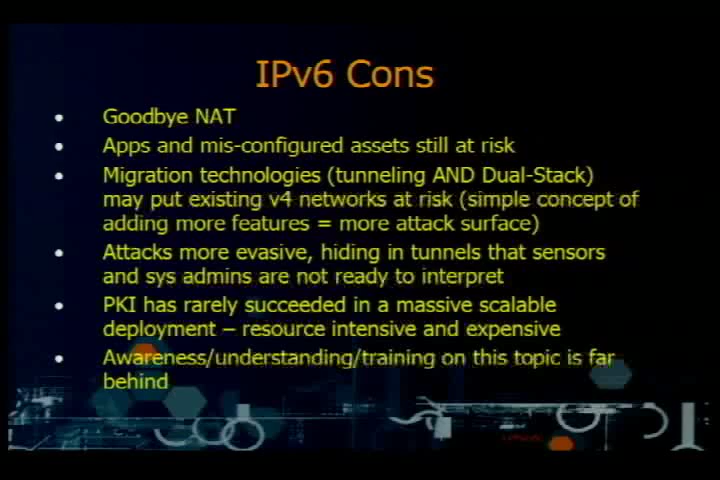 IPv6 Cons
• Goodbye NAT
• Apps and mis-configured assets still at risk
• Migration technologies (tunneling AND Dual-Stack)
may put existing v4 networks at risk (simple concept of
adding more features = more attack surface)
• Attacks more evasive, hiding in tunnels that sensors
and sys admins are not ready to interpret
• PKI has rarely succeeded in a massive scalable
deployment – resource intensive and expensive
• Awareness/understanding/training on this topic is far
behind